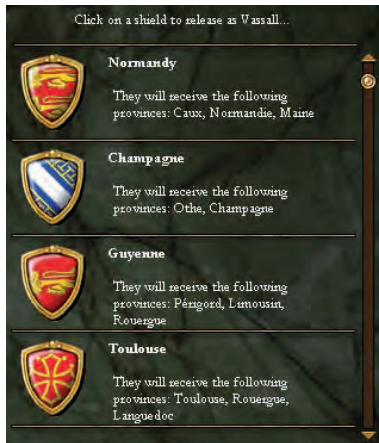 Click on a shield to release as Vassall...
Normandy
They will receive the following
provinces: Caux, Normandie, Maine
Champagne
They will receive the following
provinces: Othe, Champagne
Guyenne
They will receive the following
provinces: Périgord, Limousin,
Rouergue
Toulouse
They will receive the following
provinces: Toulouse, Rouergue,
Languedoc